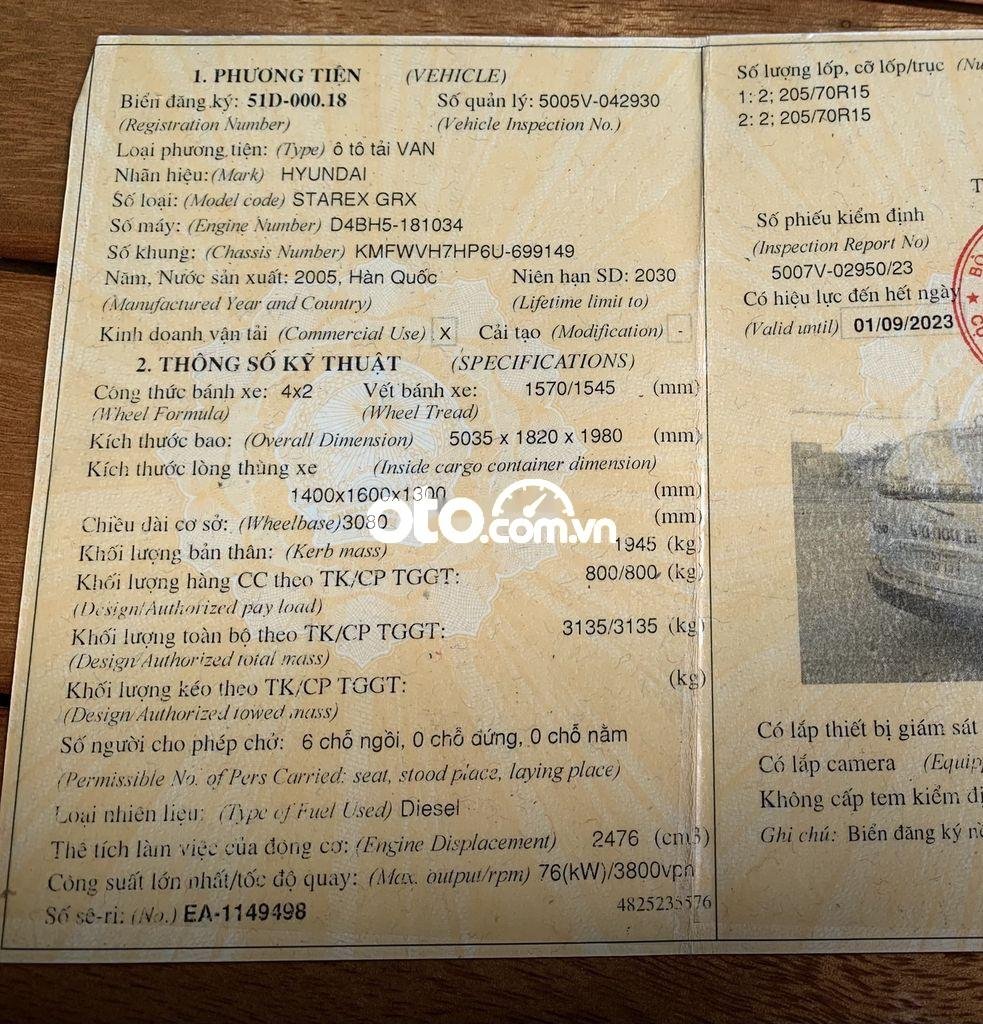 1. PHƯƠNG TIỆN (VEHICLE)
Biển đăng ký: 51D-000.18 Số quản lý: 5005V-042930
(Registration Number) (Vehicle Inspection No.)
Loại phương tiện: (Type) ô tô tải VAN
Nhãn hiệu: (Mark) HYUNDAI
Số loại: (Model code) STAREX GRX
Số máy: (Engine Number) D4BH5-181034
Số khung: (Chassis Number) KMFWVH7HP6U-699149
Năm, Nước sản xuất: 2005, Hàn Quốc Niên hạn SD: 2030
(Manufactured Year and Country) (Lifetime limit to)
Kinh doanh vận tải (Commercial Use) X Cải tạo (Modification) -
2. THÔNG SỐ KỸ THUẬT (SPECIFICATIONS)
Công thức bánh xe: 4x2 Vết bánh xe: 1570/1545 (mm)
(Wheel Formula) (Wheel Tread)
Kích thước bao: (Overall Dimension) 5035 x 1820 x 1980 (mm)
Kích thước lòng thùng xe (Inside cargo container dimension)
1400x1600x1300 (mm)
Chiều dài cơ sở: (Wheelbase) 3080 (mm)
oto.com.vn
Khối lượng bản thân: (Kerb mass) 1945 (kg)
Khối lượng hàng CC theo TK/CP TGGT: 800/800 (kg)
(Design/Authorized pay load)
Khối lượng toàn bộ theo TK/CP TGGT: 3135/3135 (kg)
(Design/Authorized total mass)
Khối lượng kéo theo TK/CP TGGT: (kg)
(Design/Authorized towed mass)
Số người cho phép chở: 6 chỗ ngồi, 0 chỗ đứng, 0 chỗ nằm
(Permissible No. of Pers Carried: seat, stood place, laying place)
Loại nhiên liệu: (Type of Fuel Used) Diesel
Thể tích làm việc của động cơ: (Engine Displacement) 2476 (cm3)
Công suất lớn nhất/tốc độ quay: (Max. output/rpm) 76(kW)/3800vph
Số sê-ri: (No.) EA-1149498 4825235576
Số lượng lốp, cỡ lốp/trục (Nu
1: 2; 205/70R15
2: 2; 205/70R15
T
Số phiếu kiểm định
(Inspection Report No)
5007V-02950/23
Có hiệu lực đến hết ngày
(Valid until) 01/09/2023
BỘ
CỤ
Có lắp thiết bị giám sát
Có lắp camera (Equip
Không cấp tem kiểm đị
Ghi chú: Biển đăng ký nề